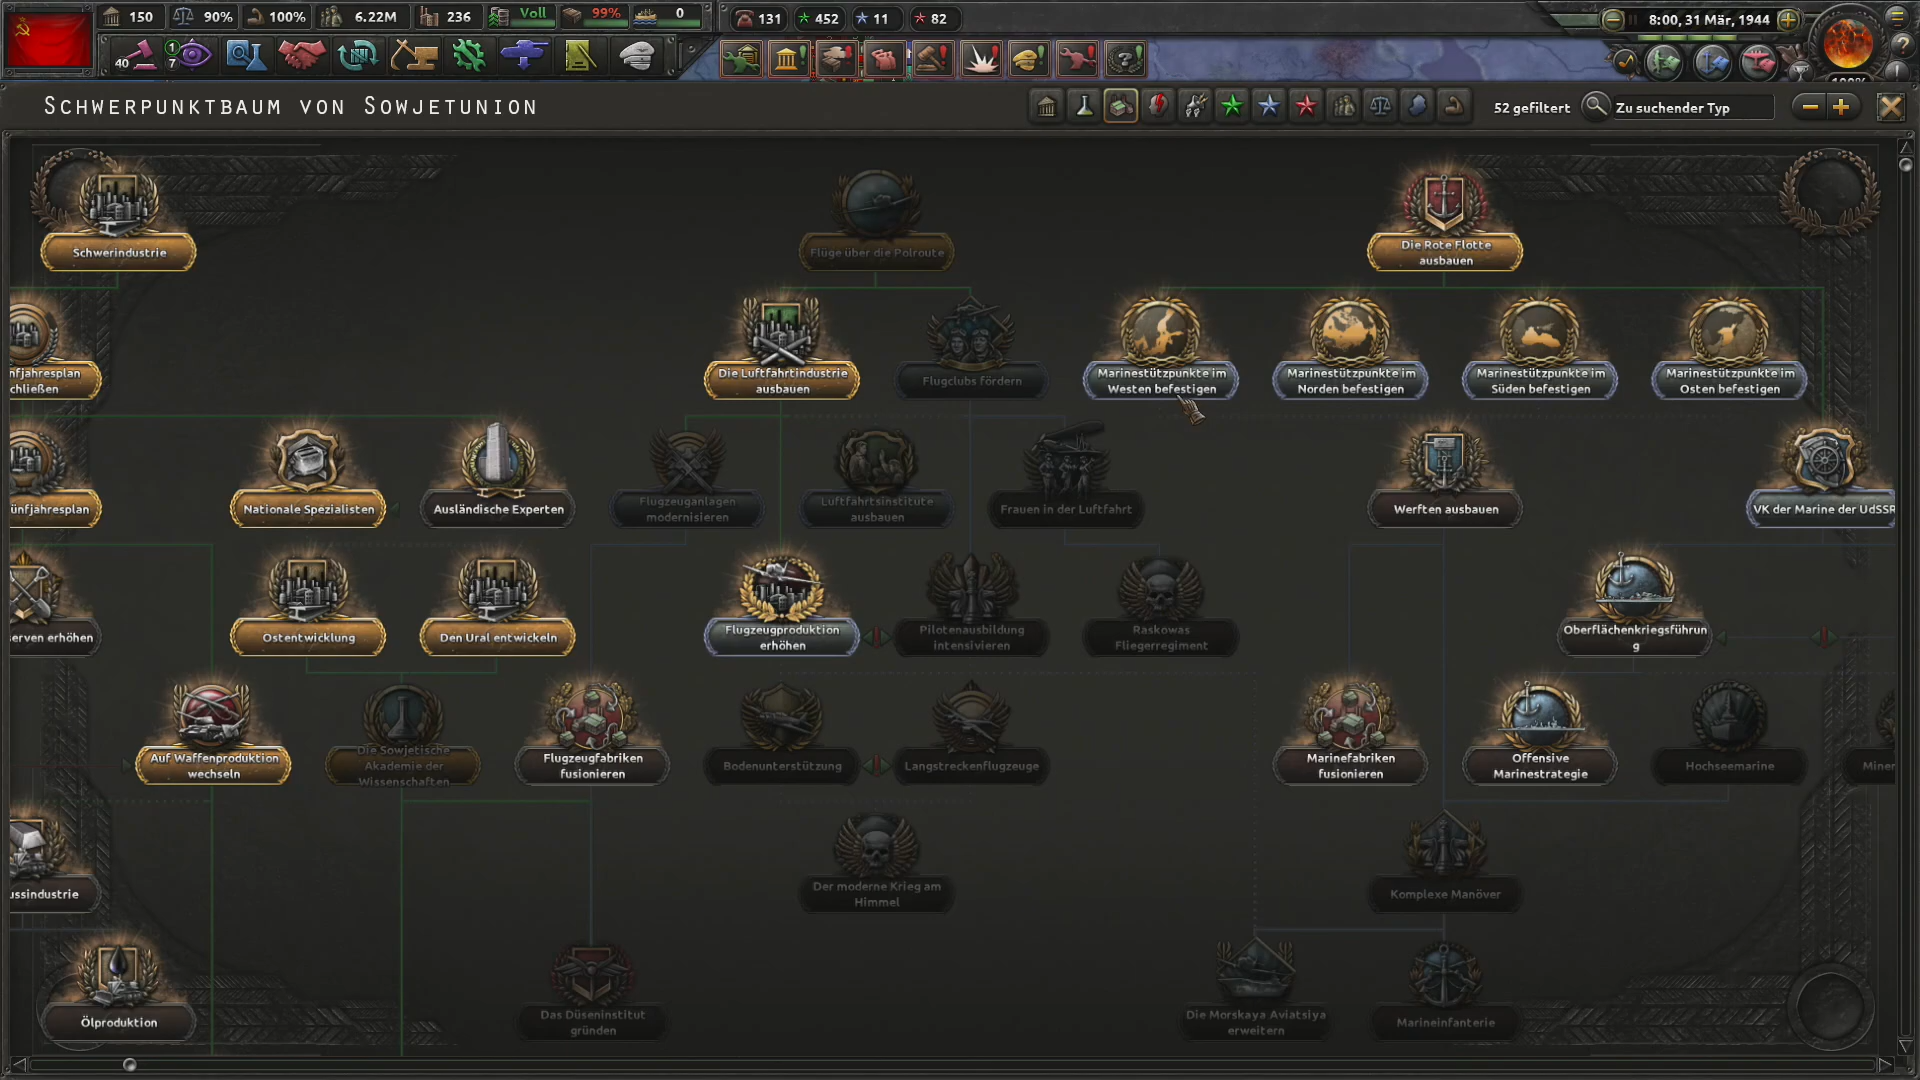 150
90%
100%
6.22M
236
Voll
99%
0
131
452
11
82
8:00, 31 Mär, 1944
40
1
7
SCHWERPUNKTBAUM VON SOWJETUNION
52 gefiltert
Zu suchender Typ
Schwerindustrie
Flüge über die Polroute
Die Rote Flotte
ausbauen
nfjahresplan
chließen
Die Luftfahrtindustrie
ausbauen
Flugclubs fördern
Marinestützpunkte im
Westen befestigen
Marinestützpunkte im
Norden befestigen
Marinestützpunkte im
Süden befestigen
Marinestützpunkte im
Osten befestigen
ünfjahresplan
Nationale Spezialisten
Ausländische Experten
Flugzeuganlagen
modernisieren
Luftfahrtsinstitute
ausbauen
Frauen in der Luftfahrt
Werften ausbauen
VK der Marine der UdSSR
serven erhöhen
Ostentwicklung
Den Ural entwickeln
Flugzeugproduktion
erhöhen
Pilotenausbildung
intensivieren
Raskowas
Fliegerregiment
Oberflächenkriegsführun
g
Auf Waffenproduktion
wechseln
Die Sowjetische
Akademie der
Wissenschaften
Flugzeugfabriken
fusionieren
Bodenunterstützung
Langstreckenflugzeuge
Marinefabriken
fusionieren
Offensive
Marinestrategie
Hochseemarine
Miner
ussindustrie
Der moderne Krieg am
Himmel
Komplexe Manöver
Ölproduktion
Das Düseninstitut
gründen
Die Morskaya Aviatsiya
erweitern
Marineinfanterie